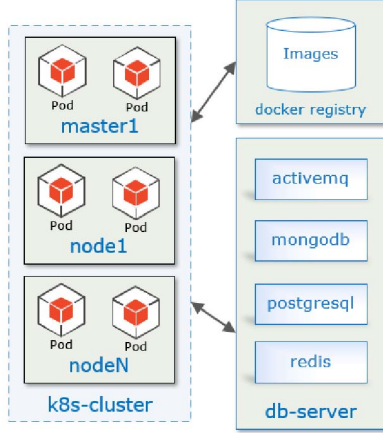 Pod
Pod
master1
Pod
Pod
node1
Pod
Pod
nodeN
k8s-cluster
Images
docker registry
activemq
mongodb
postgresql
redis
db-server